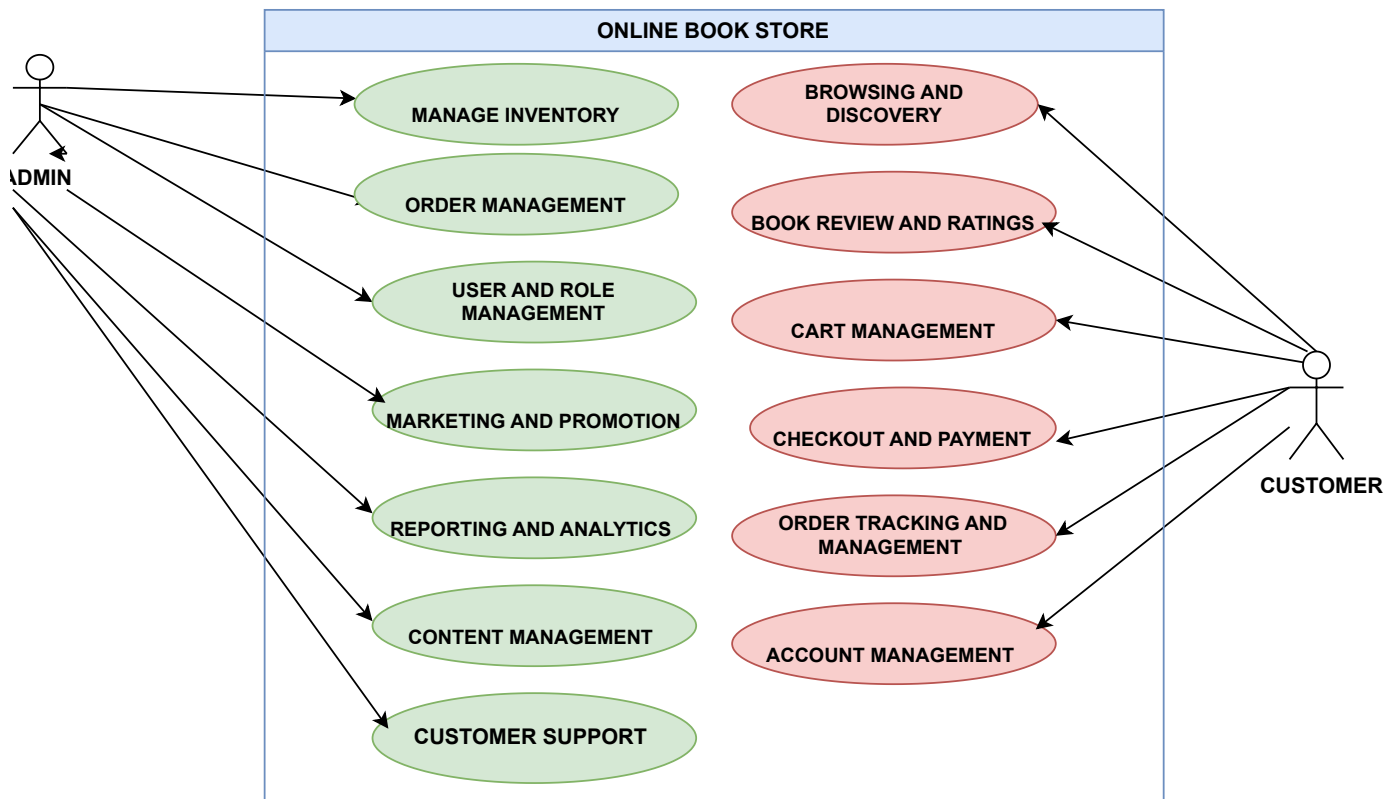 ONLINE BOOK STORE
MANAGE INVENTORY
ORDER MANAGEMENT
USER AND ROLE
MANAGEMENT
MARKETING AND PROMOTION
REPORTING AND ANALYTICS
CONTENT MANAGEMENT
CUSTOMER SUPPORT
BROWSING AND
DISCOVERY
BOOK REVIEW AND RATINGS
CART MANAGEMENT
CHECKOUT AND PAYMENT
ORDER TRACKING AND
MANAGEMENT
ACCOUNT MANAGEMENT
ADMIN
CUSTOMER